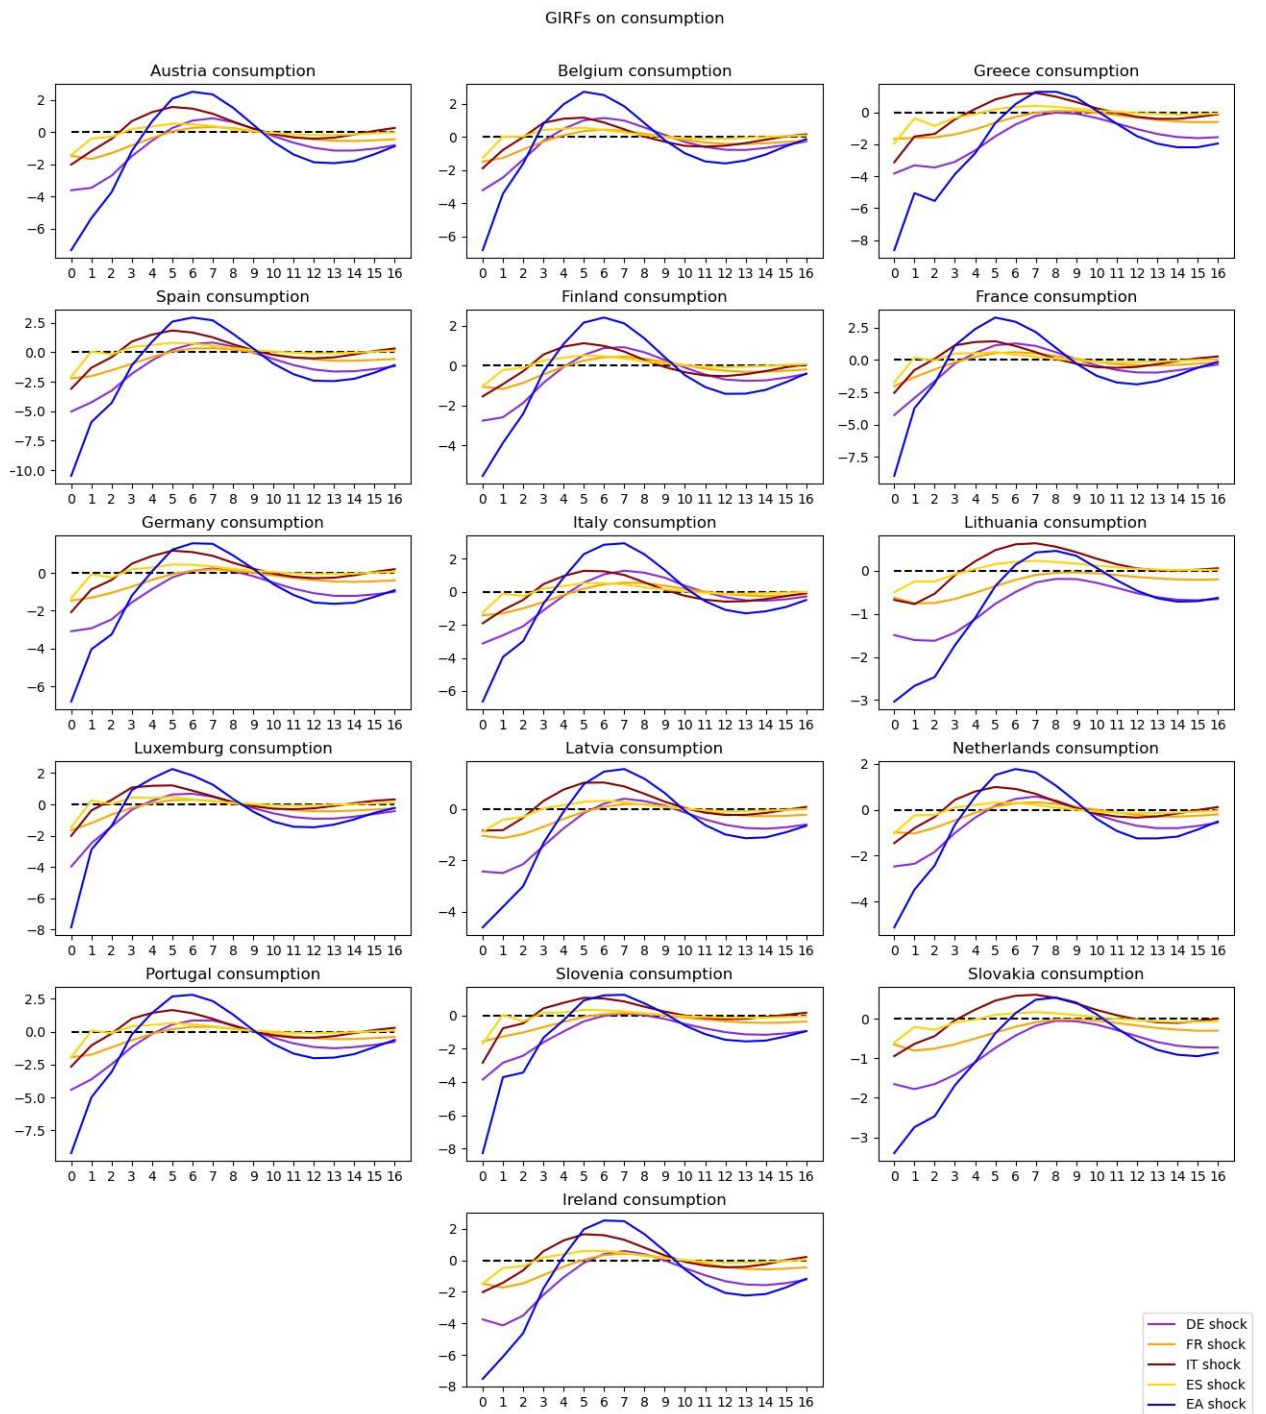 GIRFs on consumption
Austria consumption
2
0
−2
−4
−6
0 1 2 3 4 5 6 7 8 9 10 11 12 13 14 15 16
Belgium consumption
2
0
−2
−4
−6
0 1 2 3 4 5 6 7 8 9 10 11 12 13 14 15 16
Greece consumption
0
−2
−4
−6
−8
0 1 2 3 4 5 6 7 8 9 10 11 12 13 14 15 16
Spain consumption
2.5
0.0
−2.5
−5.0
−7.5
−10.0
0 1 2 3 4 5 6 7 8 9 10 11 12 13 14 15 16
Finland consumption
2
0
−2
−4
0 1 2 3 4 5 6 7 8 9 10 11 12 13 14 15 16
France consumption
2.5
0.0
−2.5
−5.0
−7.5
0 1 2 3 4 5 6 7 8 9 10 11 12 13 14 15 16
Germany consumption
0
−2
−4
−6
0 1 2 3 4 5 6 7 8 9 10 11 12 13 14 15 16
Italy consumption
2
0
−2
−4
−6
0 1 2 3 4 5 6 7 8 9 10 11 12 13 14 15 16
Lithuania consumption
0
−1
−2
−3
0 1 2 3 4 5 6 7 8 9 10 11 12 13 14 15 16
Luxemburg consumption
2
0
−2
−4
−6
−8
0 1 2 3 4 5 6 7 8 9 10 11 12 13 14 15 16
Latvia consumption
0
−2
−4
0 1 2 3 4 5 6 7 8 9 10 11 12 13 14 15 16
Netherlands consumption
2
0
−2
−4
0 1 2 3 4 5 6 7 8 9 10 11 12 13 14 15 16
Portugal consumption
2.5
0.0
−2.5
−5.0
−7.5
0 1 2 3 4 5 6 7 8 9 10 11 12 13 14 15 16
Slovenia consumption
0
−2
−4
−6
−8
0 1 2 3 4 5 6 7 8 9 10 11 12 13 14 15 16
Slovakia consumption
0
−1
−2
−3
0 1 2 3 4 5 6 7 8 9 10 11 12 13 14 15 16
Ireland consumption
2
0
−2
−4
−6
−8
0 1 2 3 4 5 6 7 8 9 10 11 12 13 14 15 16
DE shock
FR shock
IT shock
ES shock
EA shock